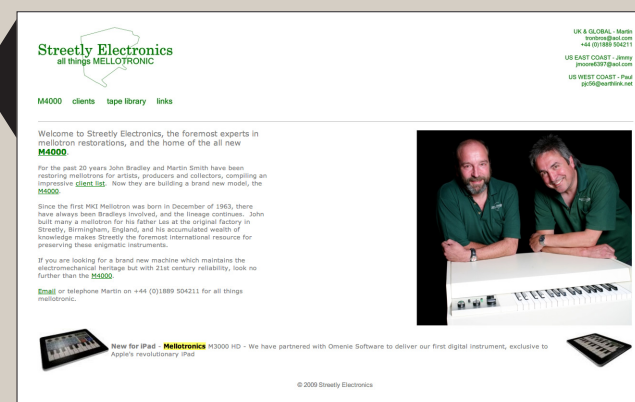 Streetly Electronics
all things MELLOTRONIC
UK & GLOBAL - Martin
tronbros@aol.com
+44 (0)1889 504211
US EAST COAST - Jimmy
jmoore6397@aol.com
US WEST COAST - Paul
pjc56@earthlink.net
M4000 clients tape library links
Welcome to Streetly Electronics, the foremost experts in
mellotron restorations, and the home of the all new
M4000.
For the past 20 years John Bradley and Martin Smith have been
restoring mellotrons for artists, producers and collectors, compiling an
impressive client list. Now they are building a brand new model, the
M4000.
Since the first MKI Mellotron was born in December of 1963, there
have always been Bradleys involved, and the lineage continues. John
built many a mellotron for his father Les at the original factory in
Streetly, Birmingham, England, and his accumulated wealth of
knowledge makes Streetly the foremost international resource for
preserving these enigmatic instruments.
If you are looking for a brand new machine which maintains the
electromechanical heritage but with 21st century reliability, look no
further than the M4000.
Email or telephone Martin on +44 (0)1889 504211 for all things
mellotronic.
New for iPad - Mellotronics M3000 HD - We have partnered with Omenie Software to deliver our first digital instrument, exclusive to
Apple's revolutionary iPad
© 2009 Streetly Electronics